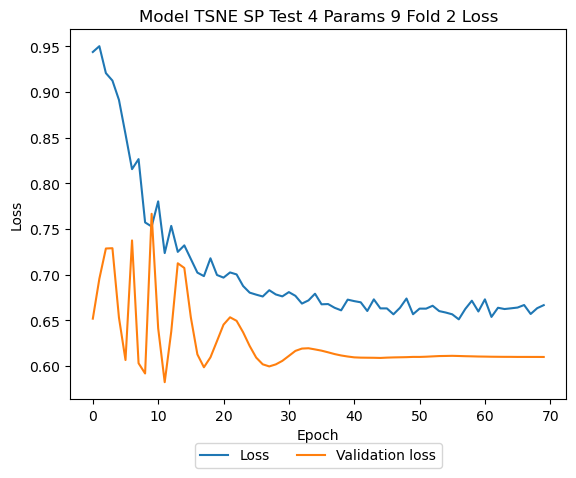 Model TSNE SP Test 4 Params 9 Fold 2 Loss
0.95
0.90
0.85
0.80
0.75
0.70
0.65
0.60
Loss
0 10 20 30 40 50 60 70
Epoch
Loss Validation loss